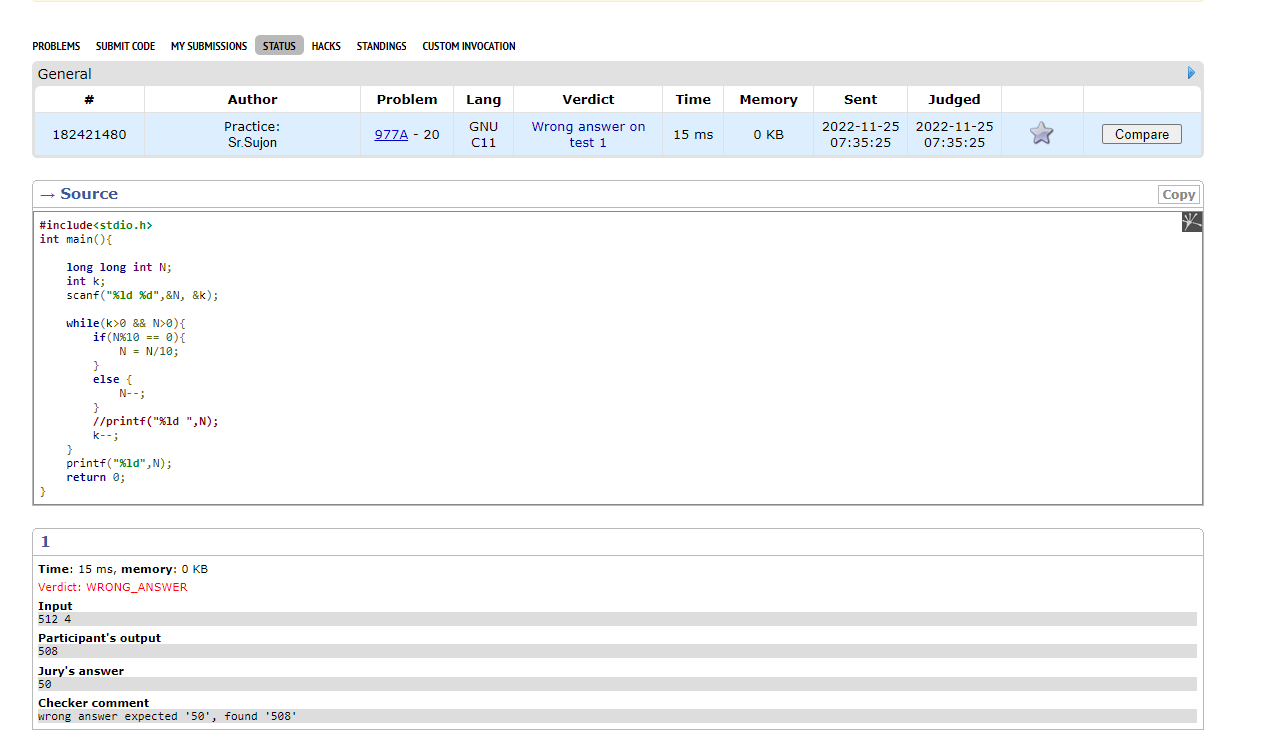 PROBLEMS SUBMIT CODE MY SUBMISSIONS STATUS HACKS STANDINGS CUSTOM INVOCATION
General
# Author Problem Lang Verdict Time Memory Sent Judged
182421480 Practice: Sr.Sujon 977A - 20 GNU C11 Wrong answer on test 1 15 ms 0 KB 2022-11-25 07:35:25 2022-11-25 07:35:25 Compare
→ Source Copy
#include<stdio.h>
int main(){
long long int N;
int k;
scanf("%ld %d",&N, &k);
while(k>0 && N>0){
if(N%10 == 0){
N = N/10;
}
else {
N--;
}
//printf("%ld ",N);
k--;
}
printf("%ld",N);
return 0;
}
1
Time: 15 ms, memory: 0 KB
Verdict: WRONG_ANSWER
Input
512 4
Participant's output
508
Jury's answer
50
Checker comment
wrong answer expected '50', found '508'